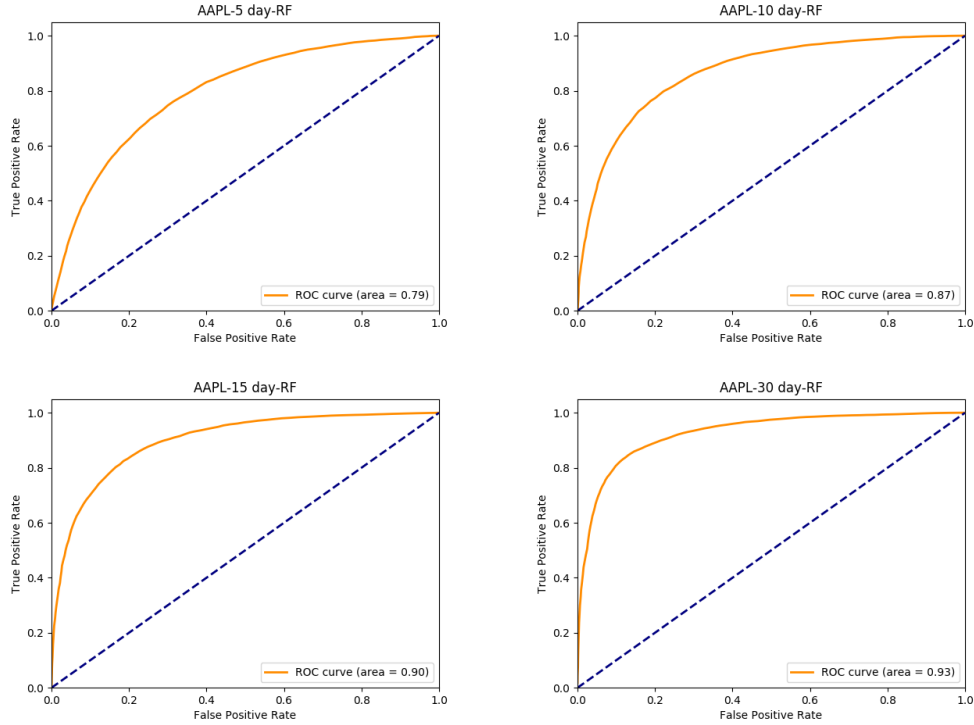 AAPL-5 day-RF
1.0
0.8
0.6
0.4
0.2
0.0
True Positive Rate
ROC curve (area = 0.79)
0.0 0.2 0.4 0.6 0.8 1.0
False Positive Rate
AAPL-10 day-RF
1.0
0.8
0.6
0.4
0.2
0.0
True Positive Rate
ROC curve (area = 0.87)
0.0 0.2 0.4 0.6 0.8 1.0
False Positive Rate
AAPL-15 day-RF
1.0
0.8
0.6
0.4
0.2
0.0
True Positive Rate
ROC curve (area = 0.90)
0.0 0.2 0.4 0.6 0.8 1.0
False Positive Rate
AAPL-30 day-RF
1.0
0.8
0.6
0.4
0.2
0.0
True Positive Rate
ROC curve (area = 0.93)
0.0 0.2 0.4 0.6 0.8 1.0
False Positive Rate